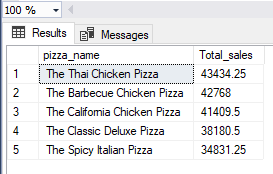 100 %
Results Messages
pizza_name Total_sales
1 The Thai Chicken Pizza 43434.25
2 The Barbecue Chicken Pizza 42768
3 The California Chicken Pizza 41409.5
4 The Classic Deluxe Pizza 38180.5
5 The Spicy Italian Pizza 34831.25